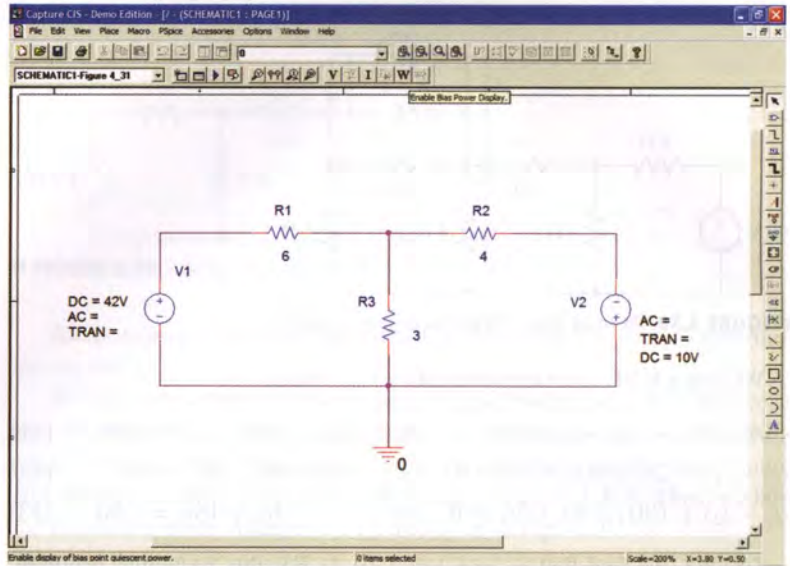 Capture CIS - Demo Edition - [/ - (SCHEMATIC1 : PAGE1)]
File Edit View Place Macro PSpice Accessories Options Window Help
0
SCHEMATIC1-Figure 4_31
V I W
Enable Bias Power Display.
R1
6
R2
4
V1
DC = 42V
AC =
TRAN =
R3
3
V2
AC =
TRAN =
DC = 10V
0
Enable display of bias point quiescent power.
0 items selected
Scale=200% X=3.80 Y=0.50